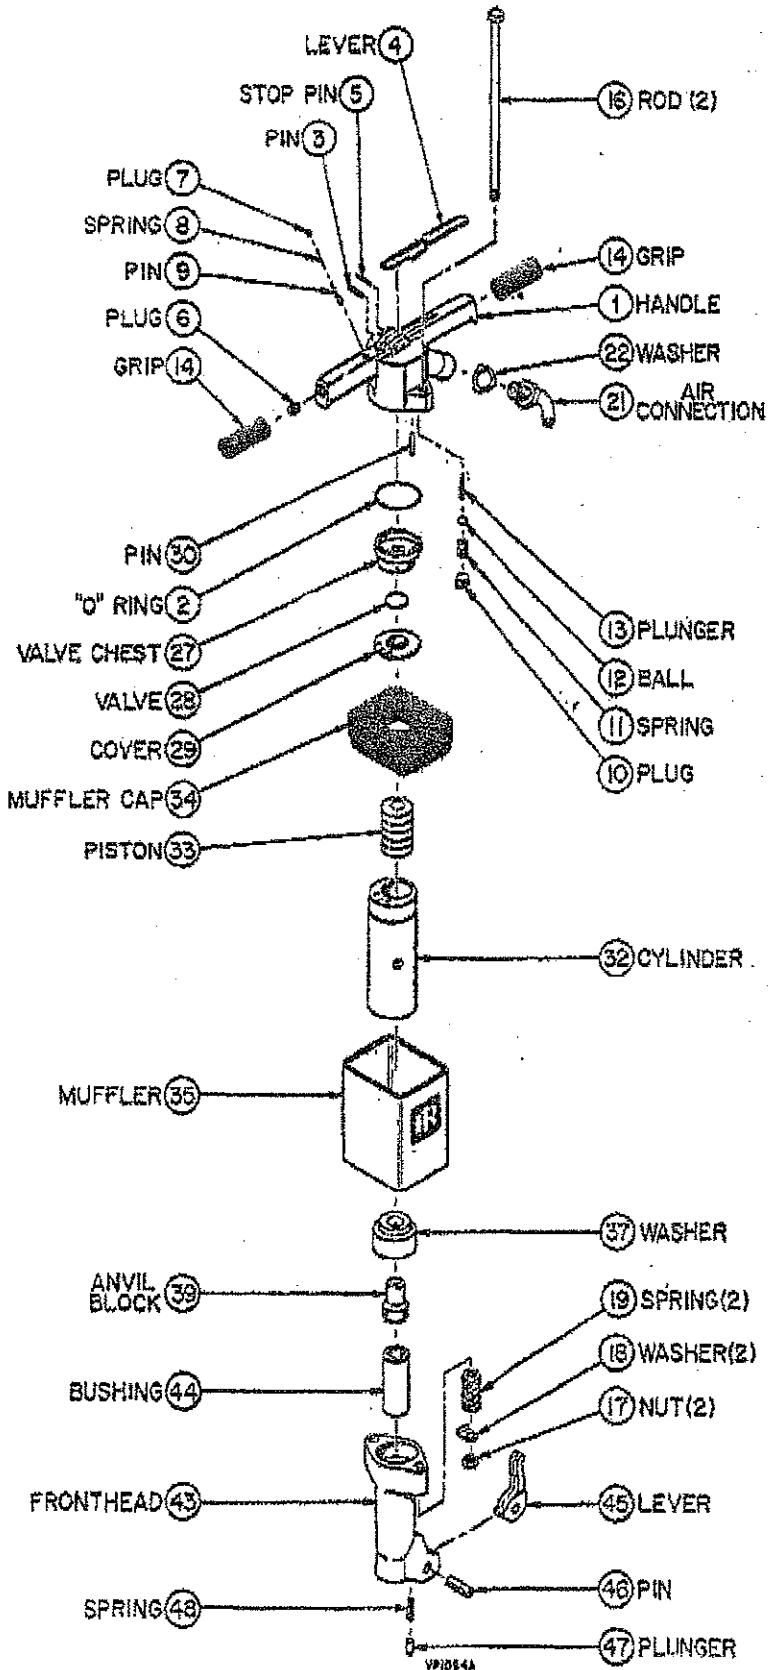 LEVER 4
STOP PIN 5
16 ROD (2)
PIN 3
PLUG 7
SPRING 8
14 GRIP
PIN 9
1 HANDLE
PLUG 6
22 WASHER
GRIP 14
21 AIR
CONNECTION
PIN 30
"O" RING 2
13 PLUNGER
VALVE CHEST 27
12 BALL
VALVE 28
11 SPRING
COVER 29
10 PLUG
MUFFLER CAP 34
PISTON 33
32 CYLINDER
MUFFLER 35
IR
37 WASHER
ANVIL
BLOCK 39
19 SPRING(2)
18 WASHER(2)
BUSHING 44
17 NUT(2)
FRONTHEAD 43
45 LEVER
46 PIN
SPRING 48
47 PLUNGER